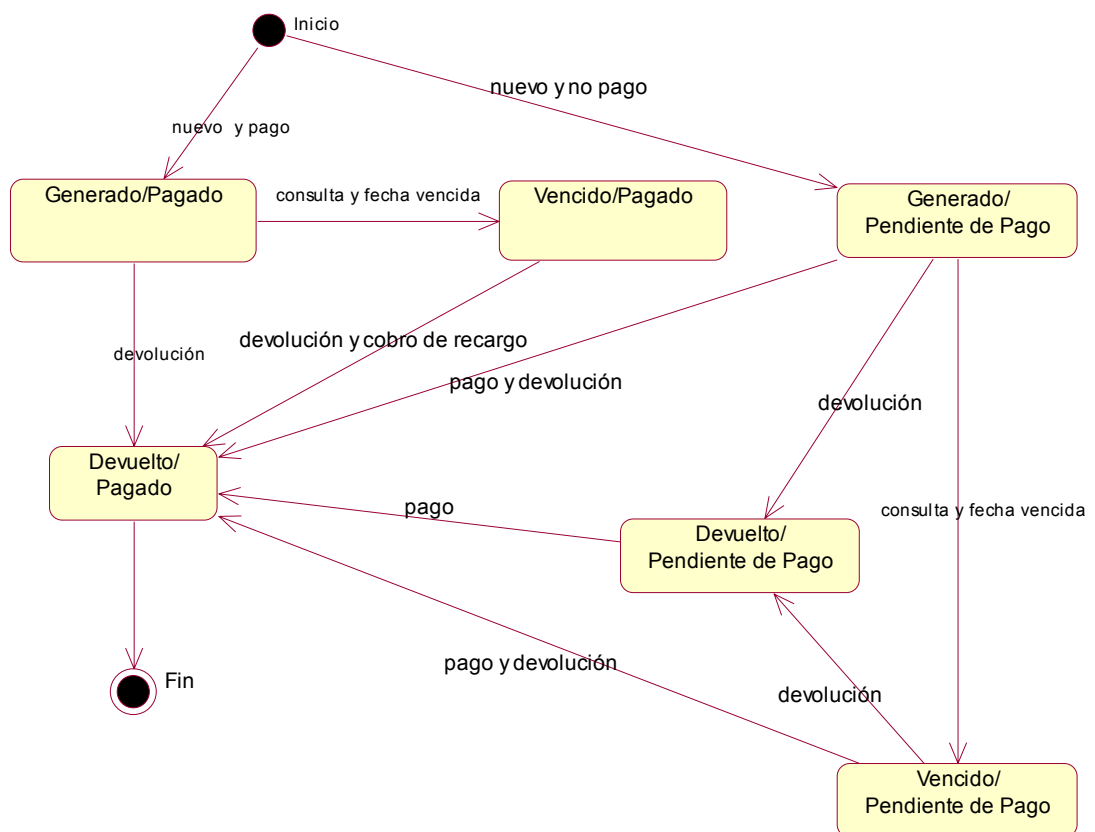 Inicio
nuevo y no pago
nuevo y pago
Generado/Pagado
consulta y fecha vencida
Vencido/Pagado
Generado/
Pendiente de Pago
devolución y cobro de recargo
devolución
pago y devolución
devolución
Devuelto/
Pagado
pago
consulta y fecha vencida
Devuelto/
Pendiente de Pago
pago y devolución
Fin
devolución
Vencido/
Pendiente de Pago